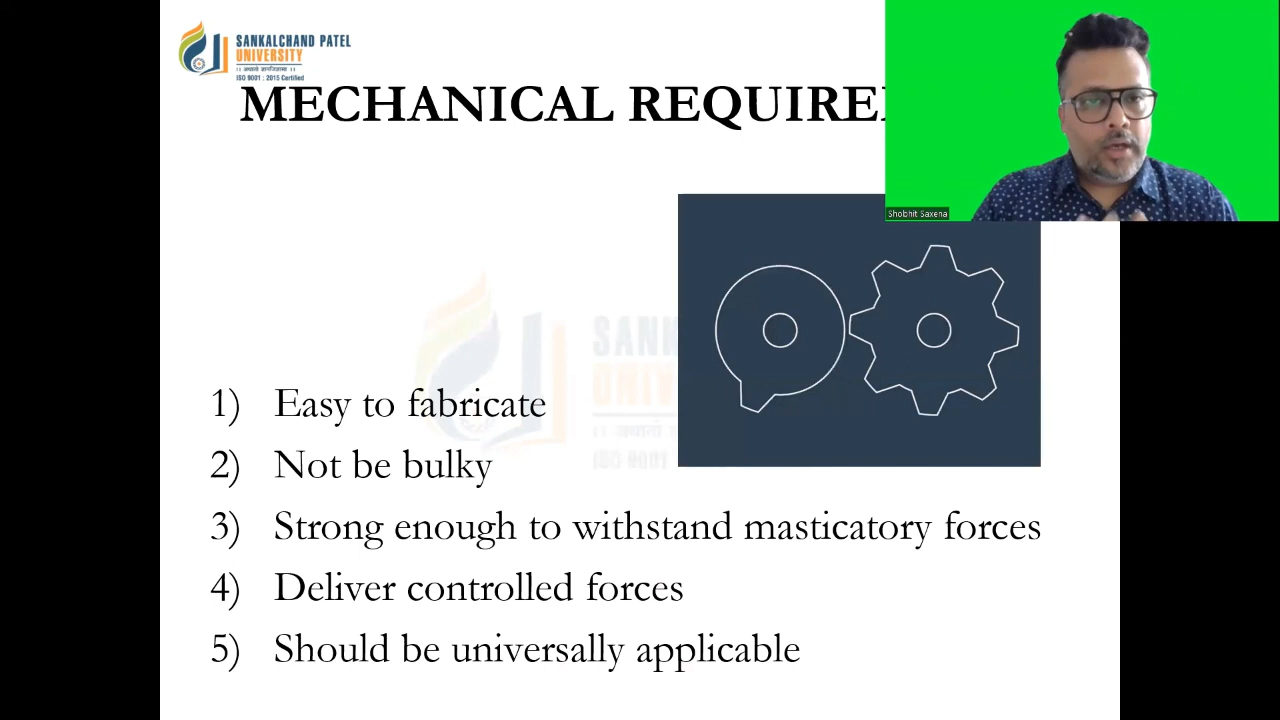 SANKALCHAND PATEL
UNIVERSITY
ISO 9001 : 2015 Certified
MECHANICAL REQUIRE
Shobhit Saxena
1) Easy to fabricate
2) Not be bulky
3) Strong enough to withstand masticatory forces
4) Deliver controlled forces
5) Should be universally applicable